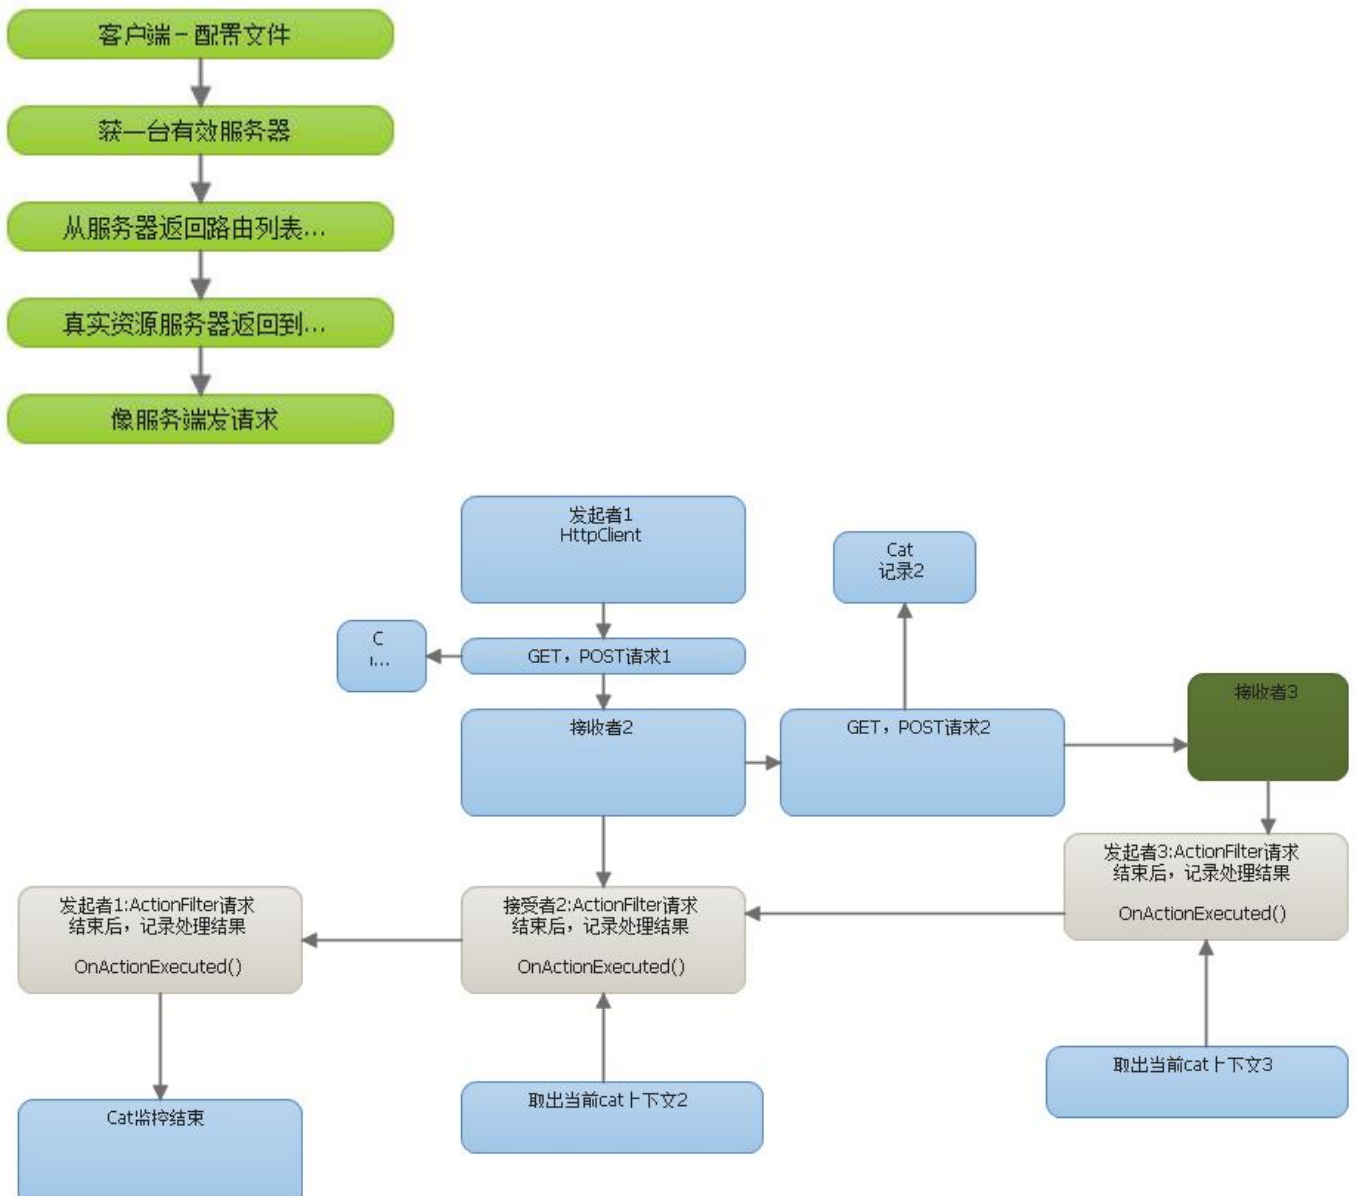 客户端-配置文件
获一台有效服务器
从服务器返回路由列表...
真实资源服务器返回到...
像服务端发请求
发起者1
HttpClient
Cat
记录2
C
GET，POST请求1
接收者2
GET，POST请求2
接收者3
发起者3:ActionFilter请求
结束后，记录处理结果
OnActionExecuted()
发起者1:ActionFilter请求
结束后，记录处理结果
OnActionExecuted()
接受者2:ActionFilter请求
结束后，记录处理结果
OnActionExecuted()
取出当前cat上下文3
取出当前cat上下文2
Cat监控结束